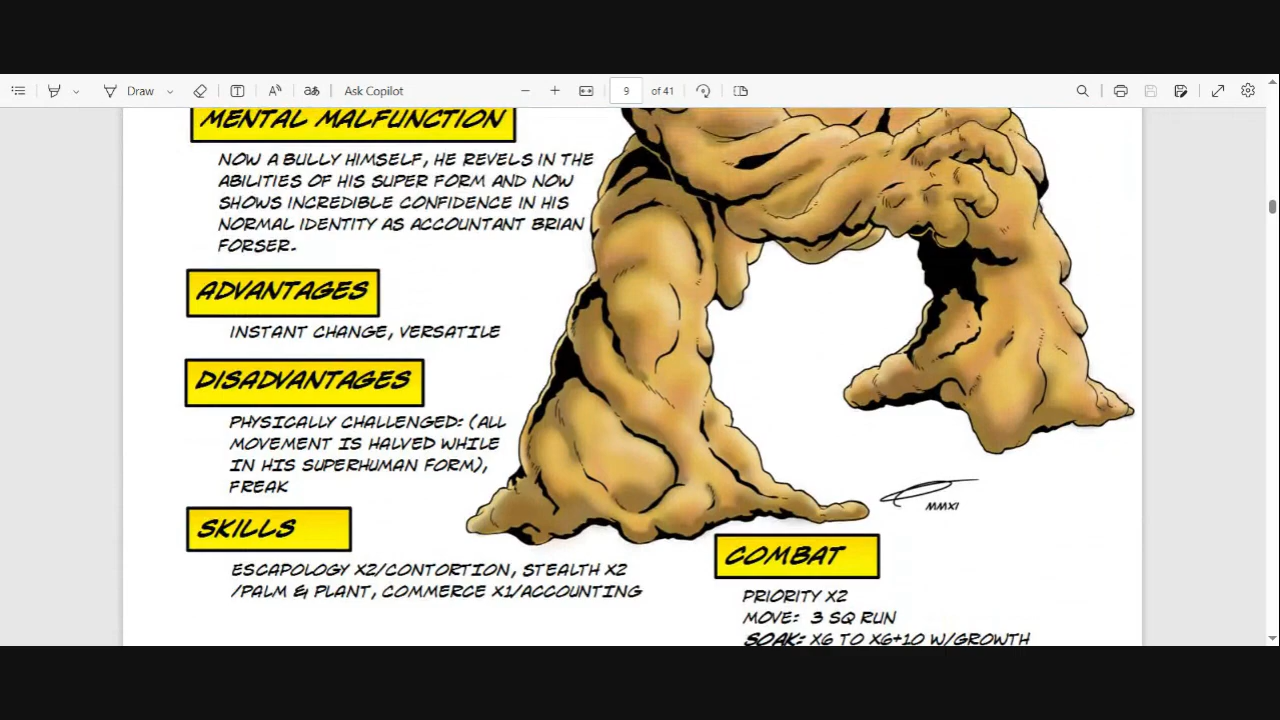 Draw
Ask Copilot
9 of 41
MENTAL MALFUNCTION
NOW A BULLY HIMSELF, HE REVELS IN THE
ABILITIES OF HIS SUPER FORM AND NOW
SHOWS INCREDIBLE CONFIDENCE IN HIS
NORMAL IDENTITY AS ACCOUNTANT BRIAN
FORSER.
ADVANTAGES
INSTANT CHANGE, VERSATILE
DISADVANTAGES
PHYSICALLY CHALLENGED: (ALL
MOVEMENT IS HALVED WHILE
IN HIS SUPERHUMAN FORM),
FREAK
MMXI
SKILLS
ESCAPOLOGY X2/CONTORTION, STEALTH X2
/PALM & PLANT, COMMERCE X1/ACCOUNTING
COMBAT
PRIORITY X2
MOVE: 3 SQ RUN
SOAK: X6 TO X6+10 W/GROWTH